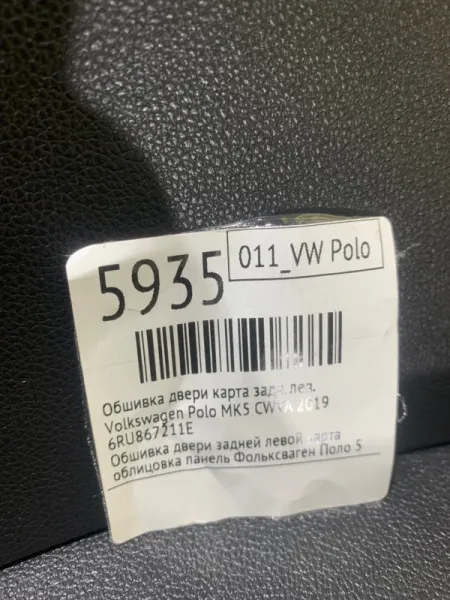 5935
011_VW Polo
Обшивка двери карта задн.лев.
Volkswagen Polo MK5 CWVA 2019
6RU867211E
Обшивка двери задней левой карта
облицовка панель Фольксваген Поло 5